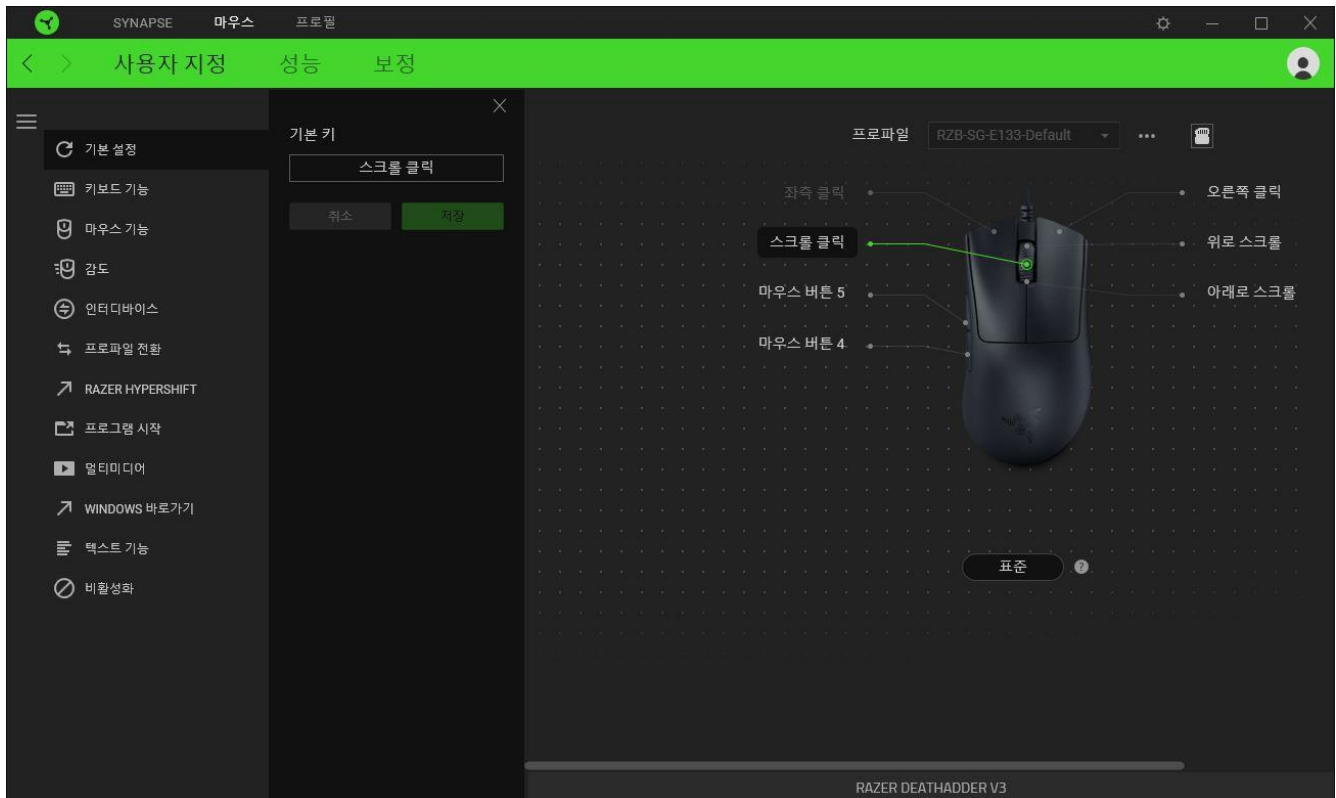 SYNAPSE 마우스 프로필
사용자 지정 성능 보정
기본 설정
키보드 기능
마우스 기능
감도
인터디바이스
프로파일 전환
RAZER HYPERSHIFT
프로그램 시작
멀티미디어
WINDOWS 바로가기
텍스트 기능
비활성화
기본 키
스크롤 클릭
취소 저장
프로파일 RZB-SG-E133-Default
좌측 클릭
스크롤 클릭
마우스 버튼 5
마우스 버튼 4
오른쪽 클릭
위로 스크롤
아래로 스크롤
표준 ?
RAZER DEATHADDER V3